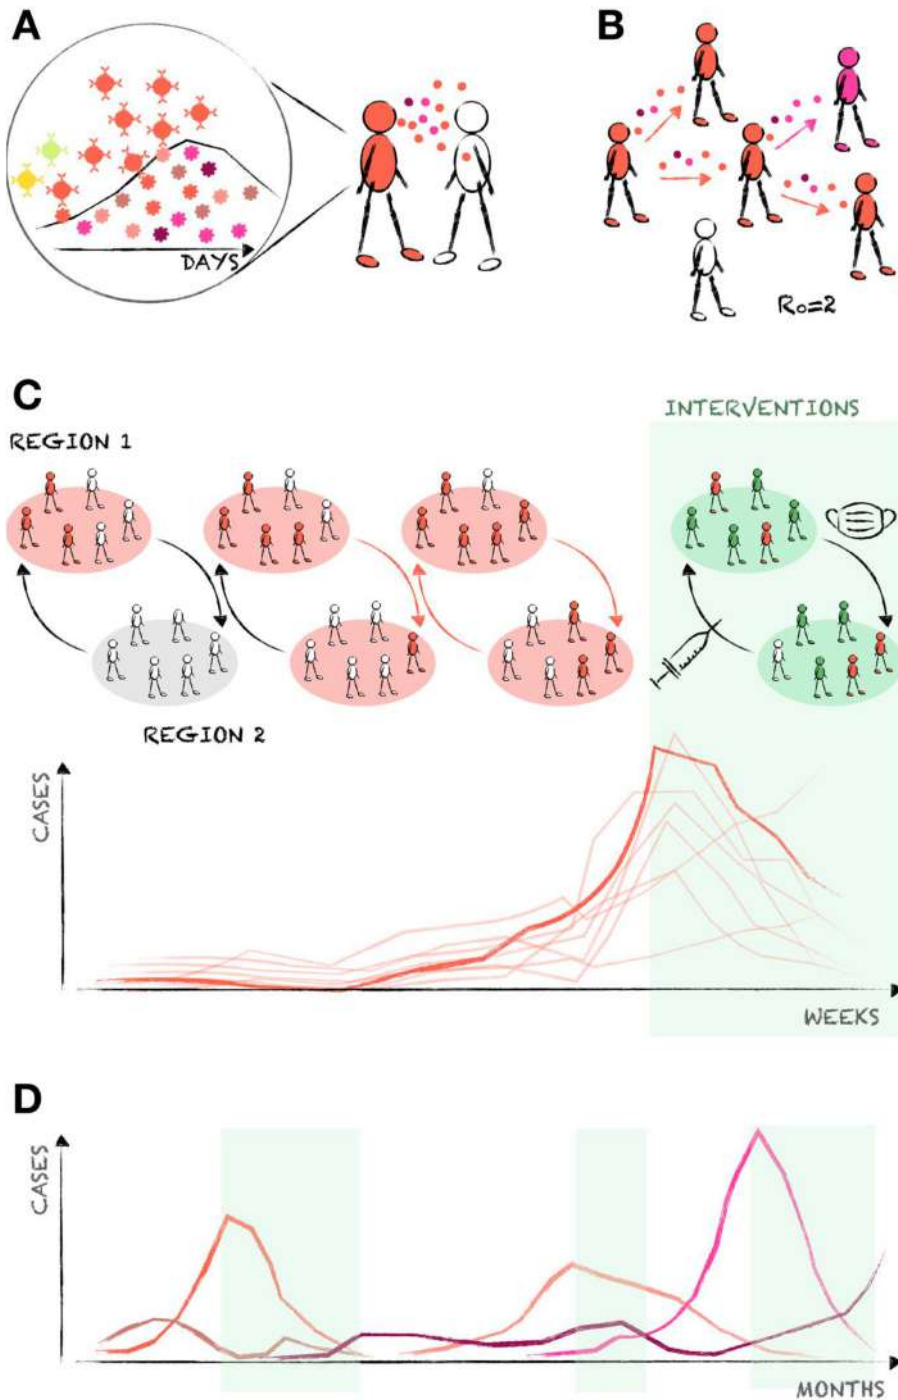 A
DAYS
B
R0=2
C
INTERVENTIONS
REGION 1
REGION 2
CASES
WEEKS
D
CASES
MONTHS